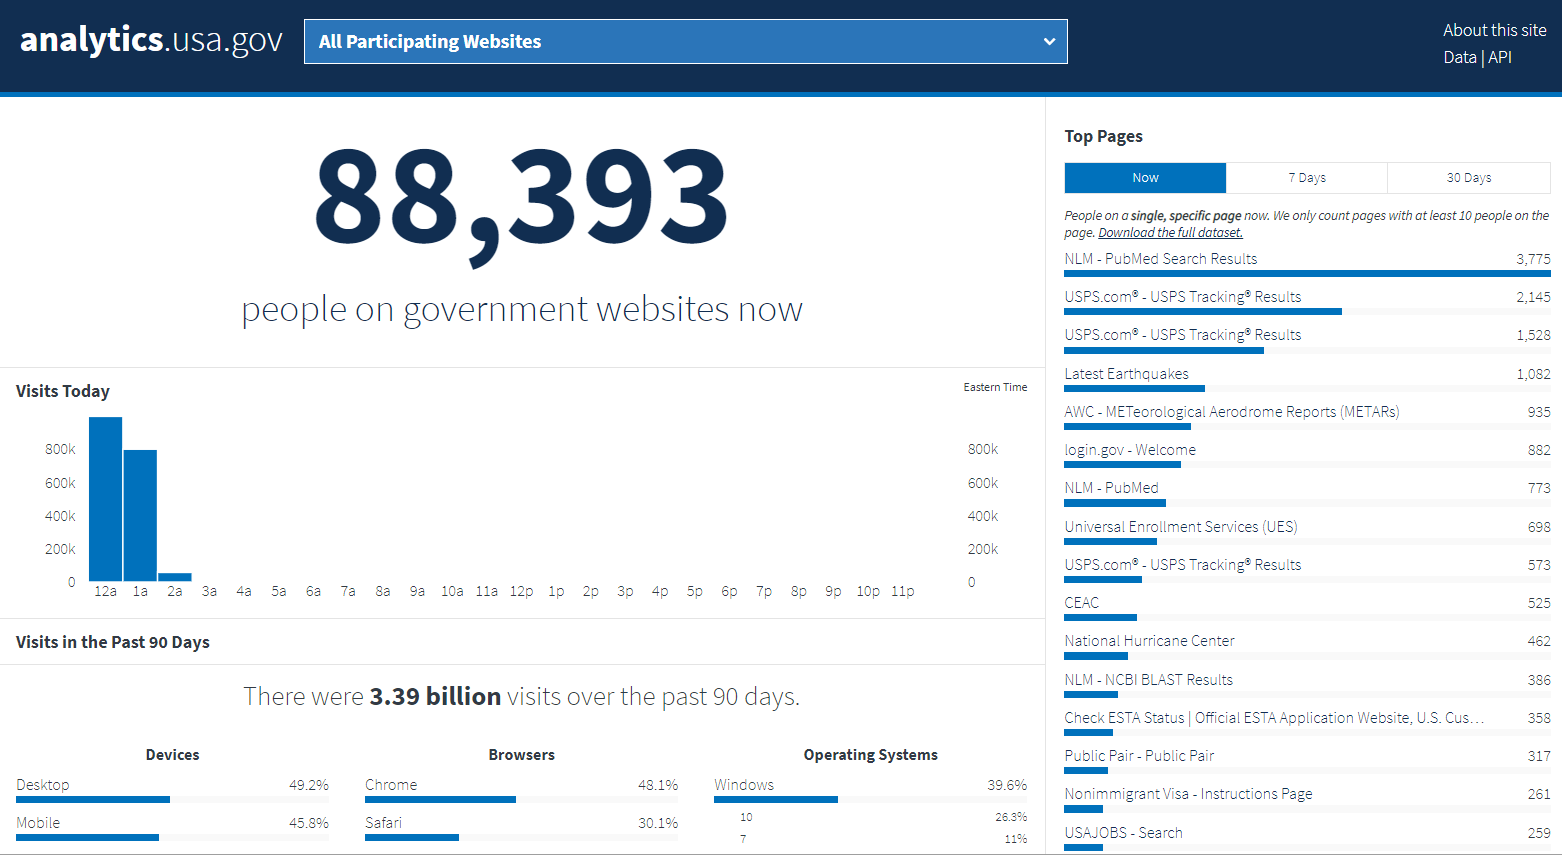 analytics.usa.gov
All Participating Websites
About this site
Data | API
88,393
people on government websites now
Visits Today
Eastern Time
800k
600k
400k
200k
0
800k
600k
400k
200k
0
12a 1a 2a 3a 4a 5a 6a 7a 8a 9a 10a 11a 12p 1p 2p 3p 4p 5p 6p 7p 8p 9p 10p 11p
Visits in the Past 90 Days
There were 3.39 billion visits over the past 90 days.
Devices
Desktop 49.2%
Mobile 45.8%
Browsers
Chrome 48.1%
Safari 30.1%
Operating Systems
Windows 39.6%
10 26.3%
7 11%
Top Pages
Now 7 Days 30 Days
People on a single, specific page now. We only count pages with at least 10 people on the
page. Download the full dataset.
NLM - PubMed Search Results 3,775
USPS.com® - USPS Tracking® Results 2,145
USPS.com® - USPS Tracking® Results 1,528
Latest Earthquakes 1,082
AWC - METeorological Aerodrome Reports (METARs) 935
login.gov - Welcome 882
NLM - PubMed 773
Universal Enrollment Services (UES) 698
USPS.com® - USPS Tracking® Results 573
CEAC 525
National Hurricane Center 462
NLM - NCBI BLAST Results 386
Check ESTA Status | Official ESTA Application Website, U.S. Cus... 358
Public Pair - Public Pair 317
Nonimmigrant Visa - Instructions Page 261
USAJOBS - Search 259